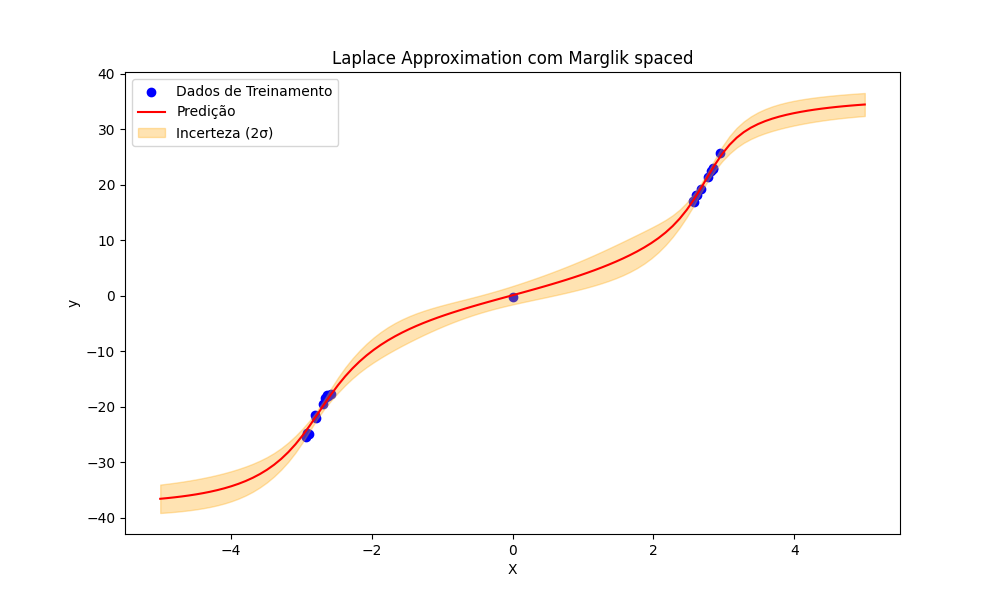 Laplace Approximation com Marglik spaced
Dados de Treinamento
Predição
Incerteza (2σ)
40
30
20
10
0
−10
−20
−30
−40
y
−4
−2
0
2
4
X